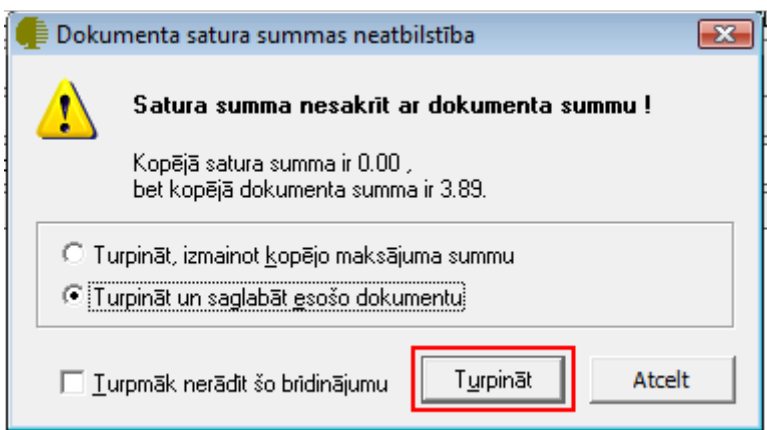 Dokumenta satura summas neatbilstība
Satura summa nesakrīt ar dokumenta summu !
Kopējā satura summa ir 0.00 ,
bet kopējā dokumenta summa ir 3.89.
Turpināt, izmainot kopējo maksājuma summu
Turpināt un saglabāt esošo dokumentu
Turpmāk nerādīt šo brīdinājumu
Turpināt
Atcelt